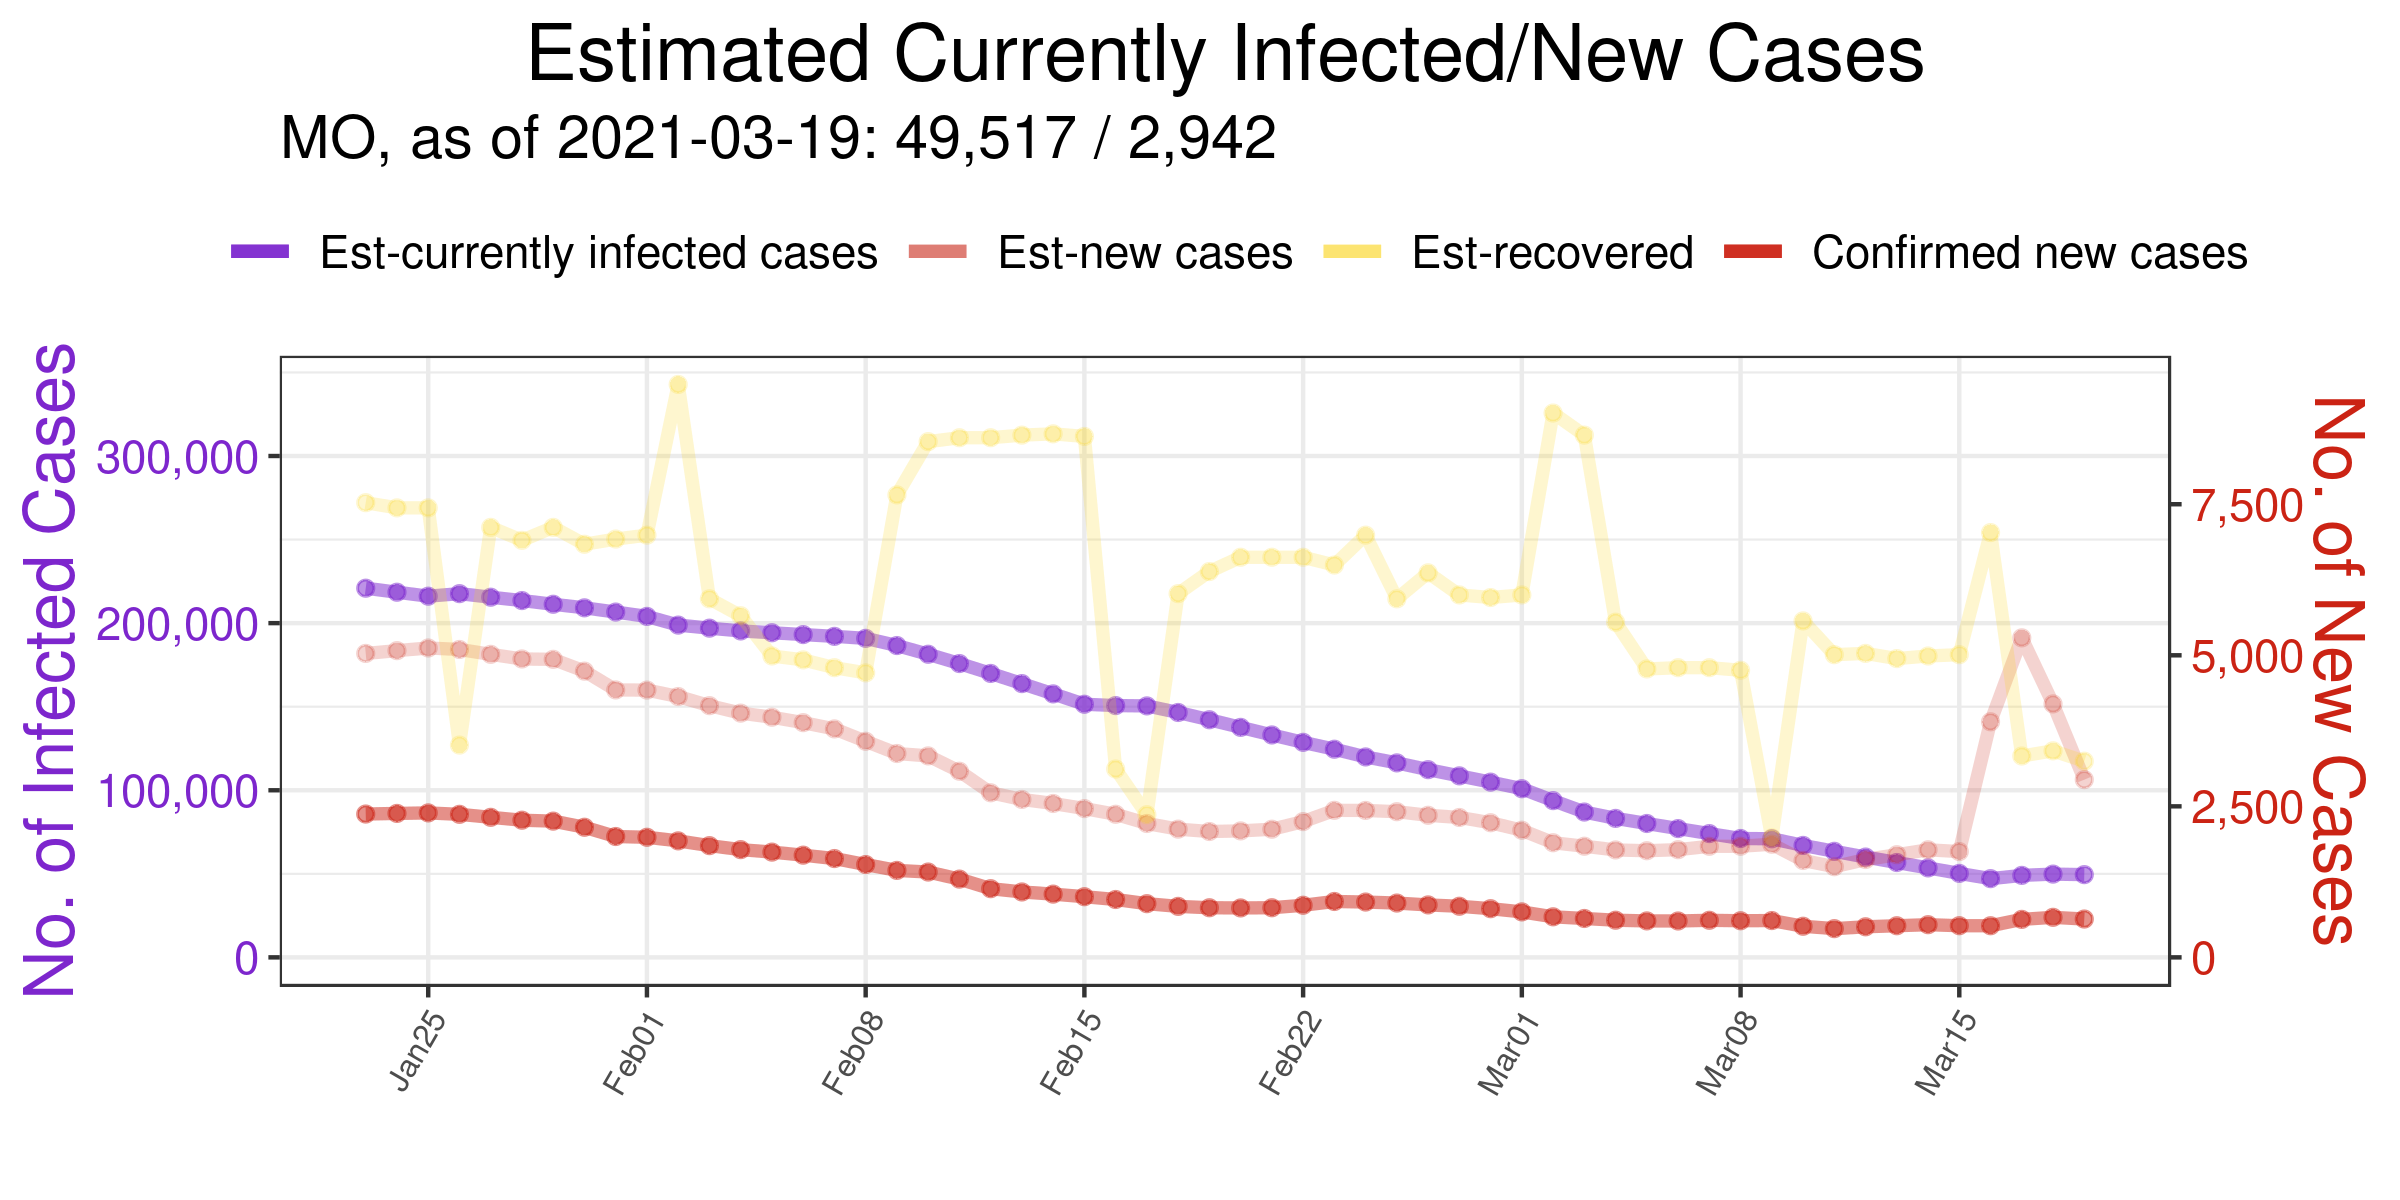 Estimated Currently Infected/New Cases
MO, as of 2021-03-19: 49,517 / 2,942
Est-currently infected cases Est-new cases Est-recovered Confirmed new cases
No. of Infected Cases
300,000
200,000
100,000
0
7,500
5,000
2,500
0
No. of New Cases
Jan25 Feb01 Feb08 Feb15 Feb22 Mar01 Mar08 Mar15